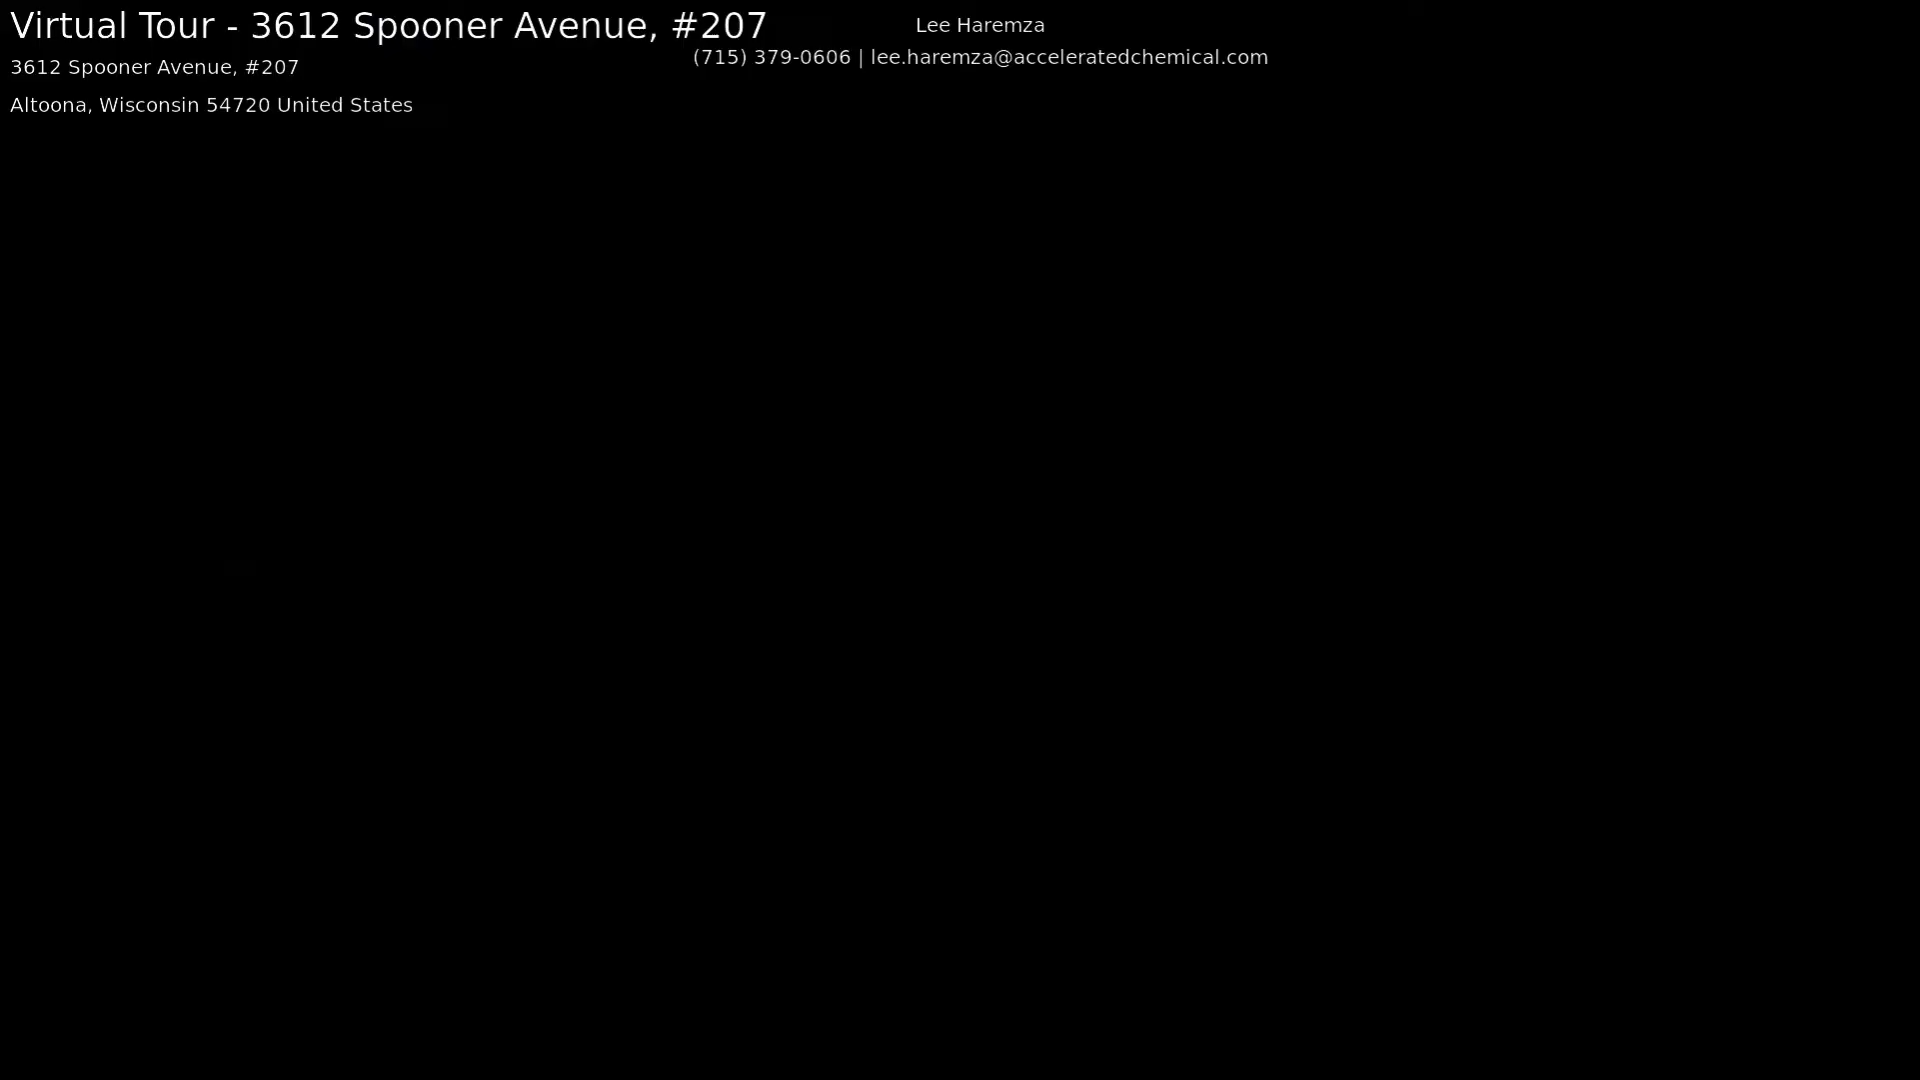 Virtual Tour - 3612 Spooner Avenue, #207
3612 Spooner Avenue, #207
Altoona, Wisconsin 54720 United States
Lee Haremza
(715) 379-0606 | lee.haremza@acceleratedchemical.com